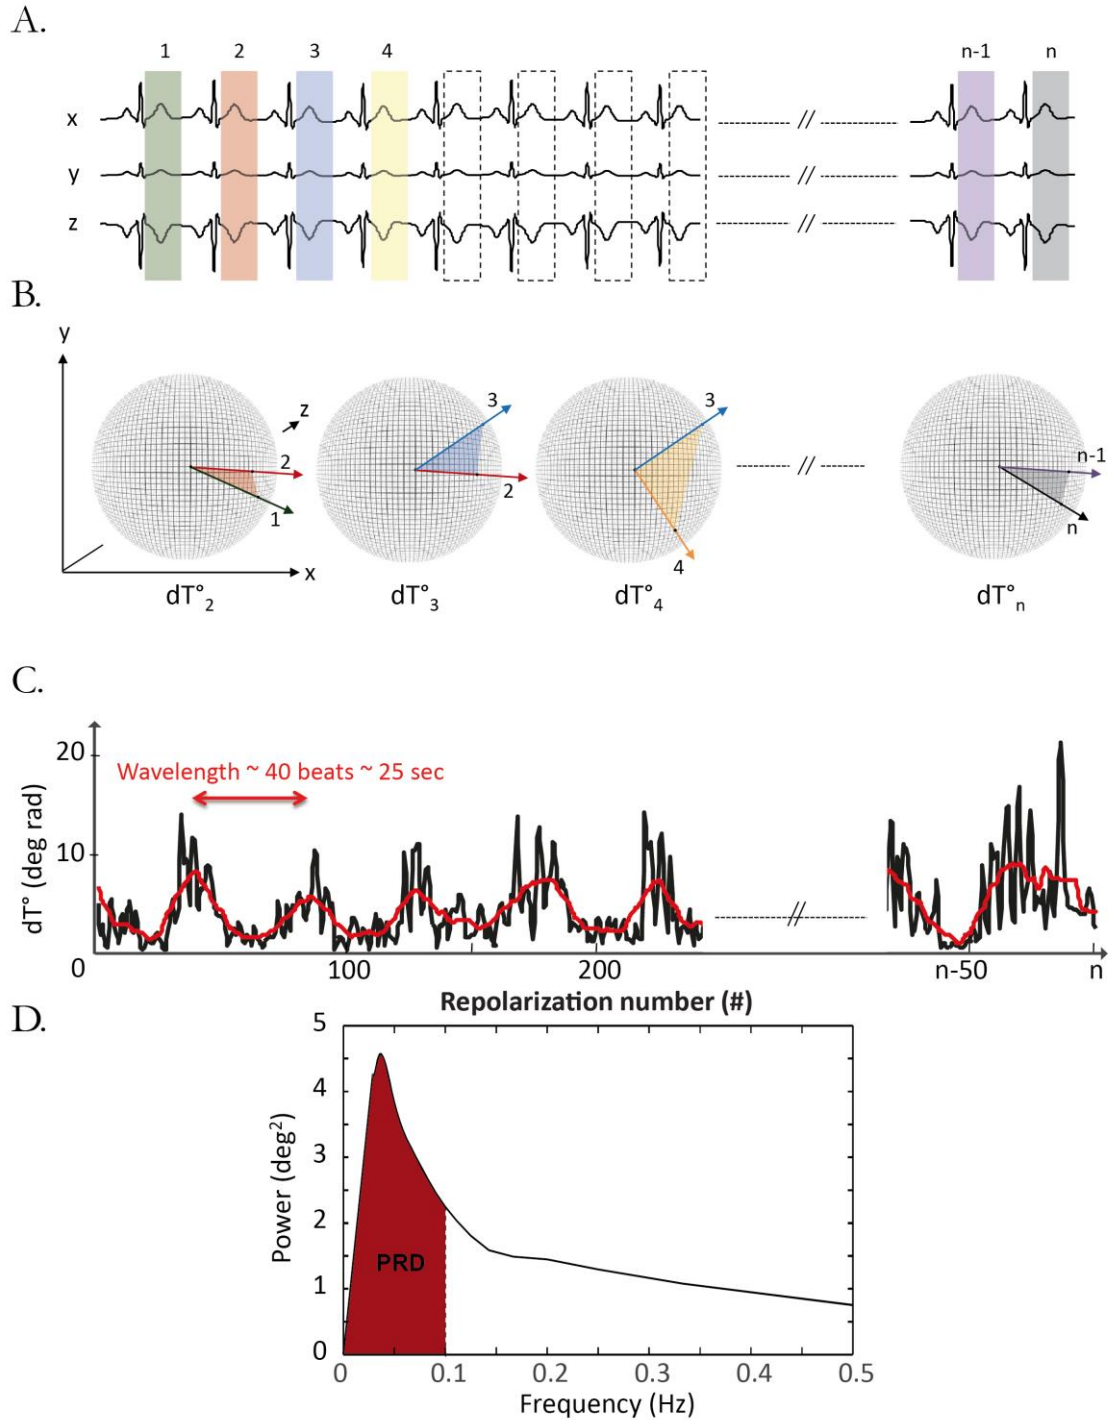 A.
1 2 3 4 n-1 n
x
y
z
B.
y
z
3
3
2
1
2
4
n-1
n
x
dT°2 dT°3 dT°4 dT°n
C.
20
Wavelength ~ 40 beats ~ 25 sec
10
dT° (deg rad)
0 100 200 n-50 n
Repolarization number (#)
D.
5
4
3
2
1
0
Power (deg²)
PRD
0 0.1 0.2 0.3 0.4 0.5
Frequency (Hz)